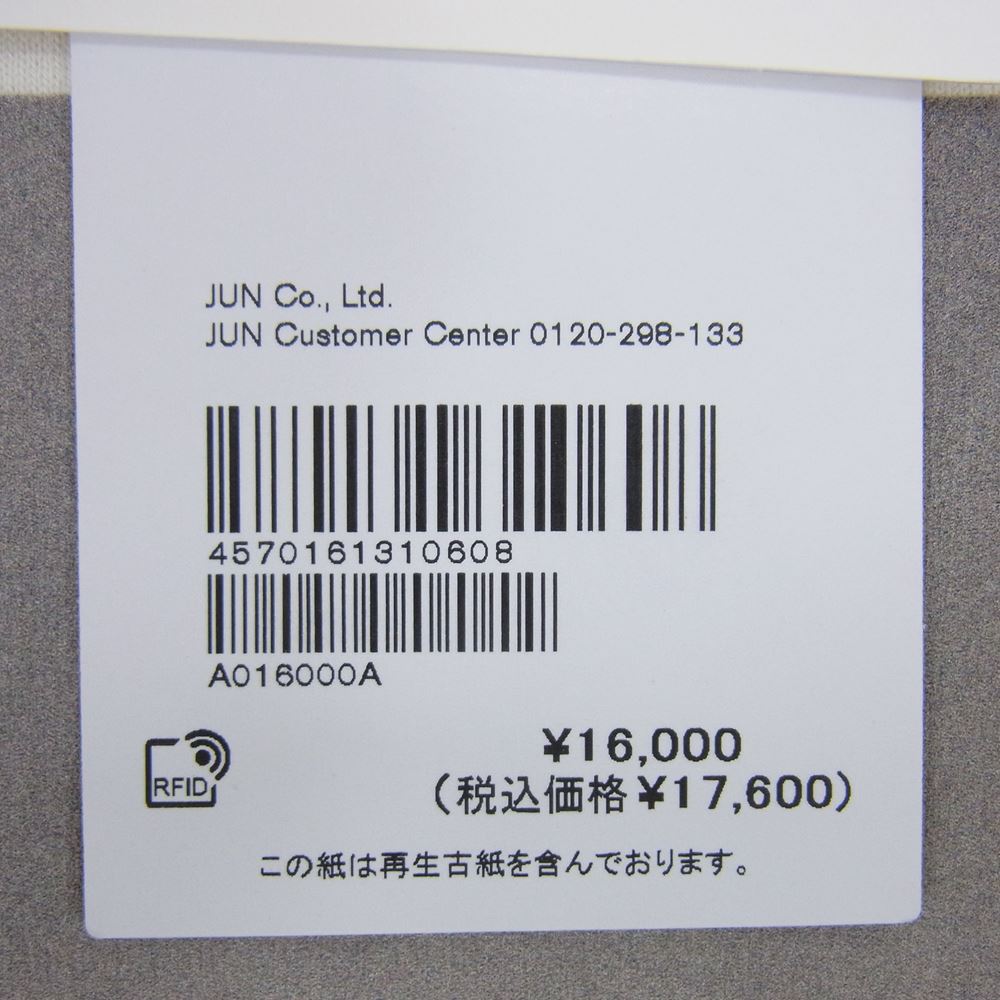 JUN Co., Ltd.
JUN Customer Center 0120-298-133
4570161310608
A016000A
RFID
¥16,000
(税込価格¥17,600)
この紙は再生古紙を含んでおります。